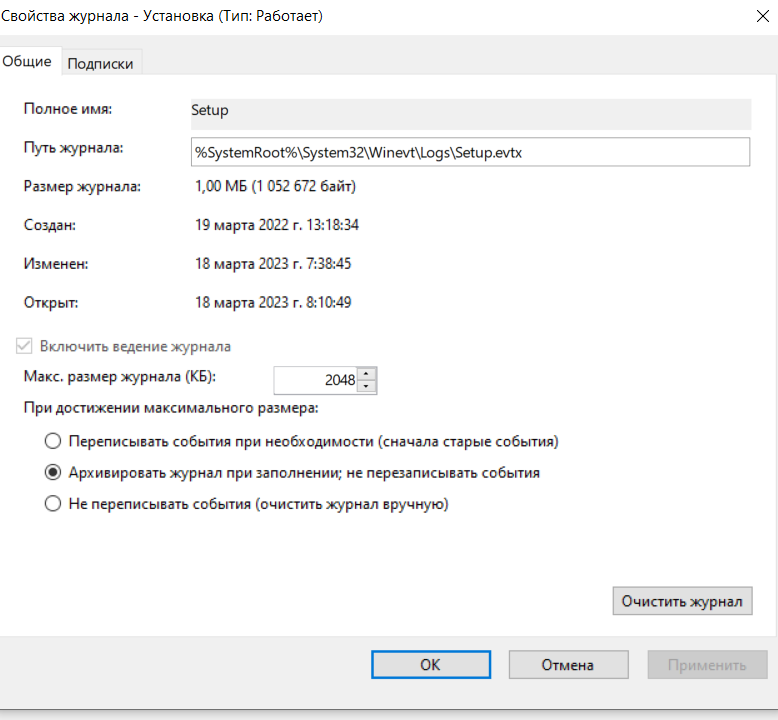 Свойства журнала - Установка (Тип: Работает)
Общие Подписки
Полное имя: Setup
Путь журнала: %SystemRoot%\System32\Winevt\Logs\Setup.evtx
Размер журнала: 1,00 МБ (1 052 672 байт)
Создан: 19 марта 2022 г. 13:18:34
Изменен: 18 марта 2023 г. 7:38:45
Открыт: 18 марта 2023 г. 8:10:49
Включить ведение журнала
Макс. размер журнала (КБ): 2048
При достижении максимального размера:
Переписывать события при необходимости (сначала старые события)
Архивировать журнал при заполнении; не перезаписывать события
Не переписывать события (очистить журнал вручную)
Очистить журнал
ОК Отмена Применить